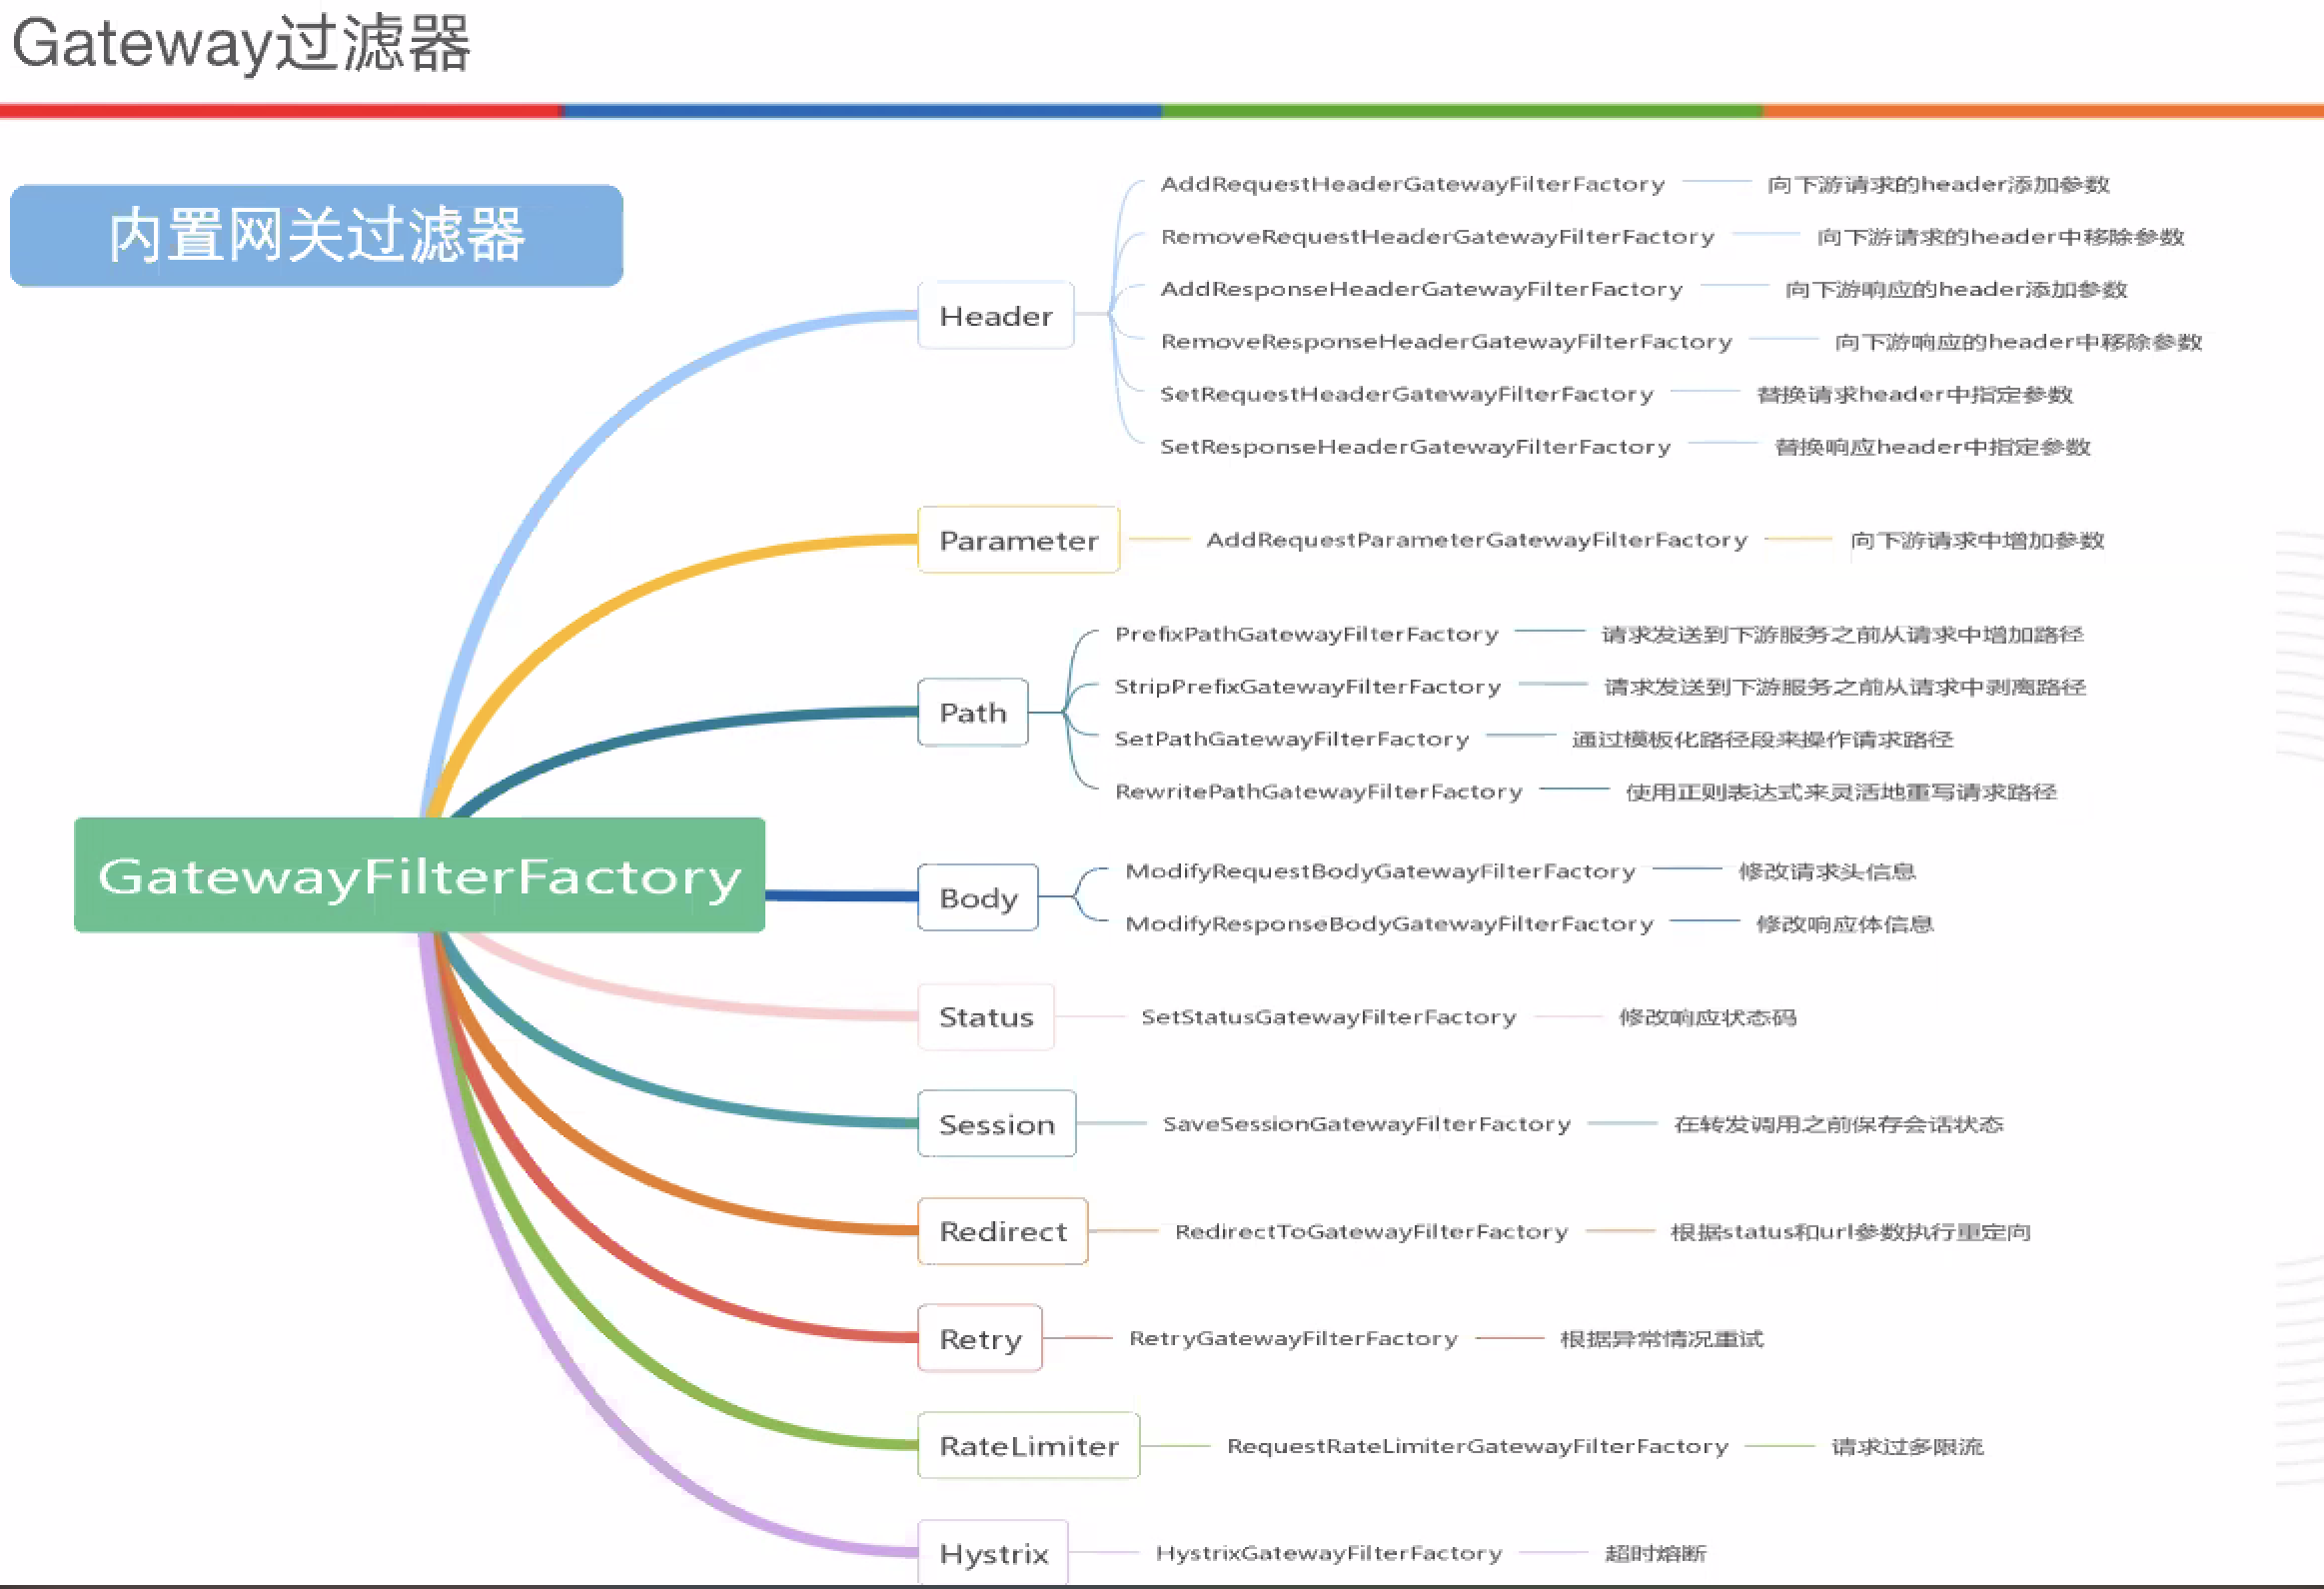 Gateway过滤器
内置网关过滤器
GatewayFilterFactory
Header
AddRequestHeaderGatewayFilterFactory 向下游请求的header添加参数
RemoveRequestHeaderGatewayFilterFactory 向下游请求的header中移除参数
AddResponseHeaderGatewayFilterFactory 向下游响应的header添加参数
RemoveResponseHeaderGatewayFilterFactory 向下游响应的header中移除参数
SetRequestHeaderGatewayFilterFactory 替换请求header中指定参数
SetResponseHeaderGatewayFilterFactory 替换响应header中指定参数
Parameter AddRequestParameterGatewayFilterFactory 向下游请求中增加参数
Path
PrefixPathGatewayFilterFactory 请求发送到下游服务之前从请求中增加路径
StripPrefixGatewayFilterFactory 请求发送到下游服务之前从请求中剥离路径
SetPathGatewayFilterFactory 通过模板化路径段来操作请求路径
RewritePathGatewayFilterFactory 使用正则表达式来灵活地重写请求路径
Body
ModifyRequestBodyGatewayFilterFactory 修改请求头信息
ModifyResponseBodyGatewayFilterFactory 修改响应体信息
Status SetStatusGatewayFilterFactory 修改响应状态码
Session SaveSessionGatewayFilterFactory 在转发调用之前保存会话状态
Redirect RedirectToGatewayFilterFactory 根据status和url参数执行重定向
Retry RetryGatewayFilterFactory 根据异常情况重试
RateLimiter RequestRateLimiterGatewayFilterFactory 请求过多限流
Hystrix HystrixGatewayFilterFactory 超时熔断